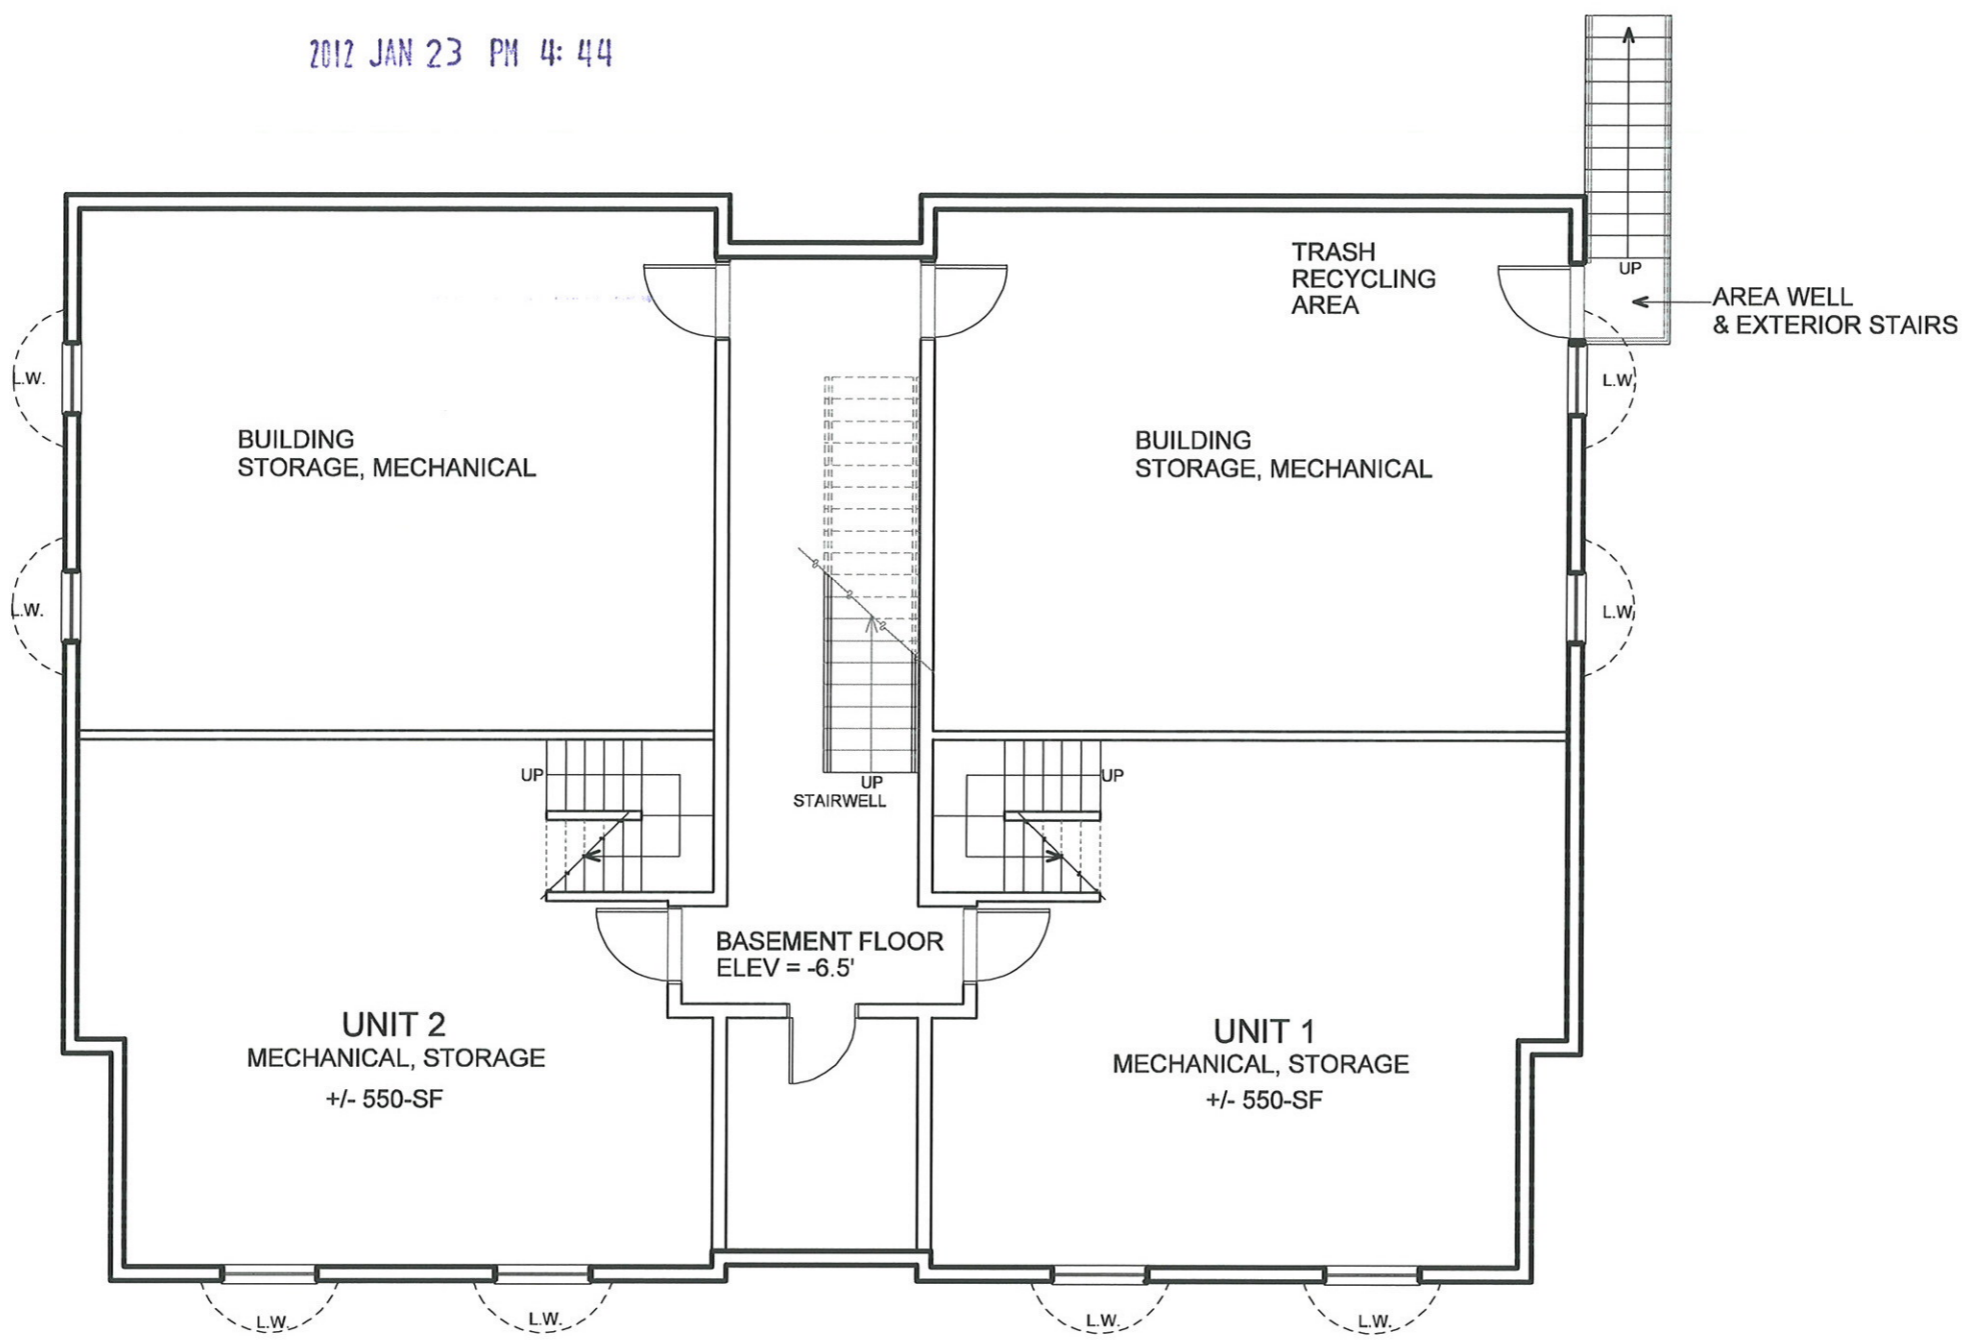 2012 JAN 23 PM 4: 44
TRASH
RECYCLING
AREA
UP
AREA WELL
& EXTERIOR STAIRS
L.W.
L.W.
BUILDING
STORAGE, MECHANICAL
BUILDING
STORAGE, MECHANICAL
L.W.
L.W.
UP
UP
STAIRWELL
UP
BASEMENT FLOOR
ELEV = -6.5'
UNIT 2
MECHANICAL, STORAGE
+/- 550-SF
UNIT 1
MECHANICAL, STORAGE
+/- 550-SF
L.W.
L.W.
L.W.
L.W.